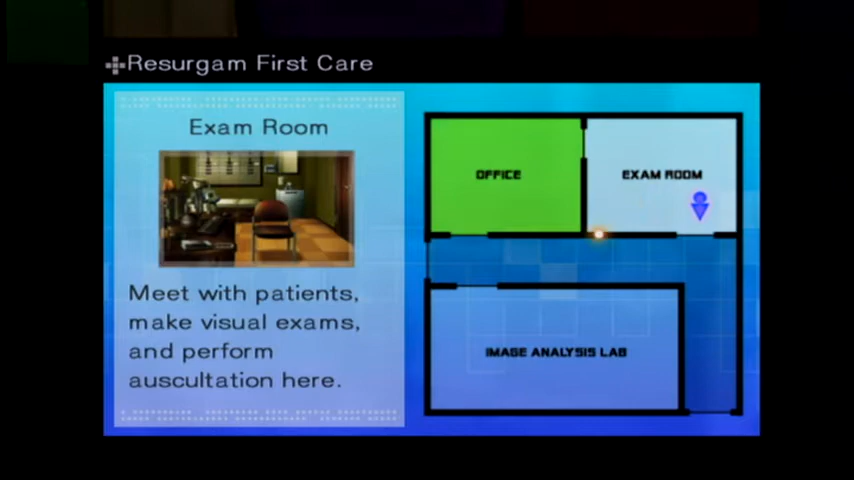 Resurgam First Care
Exam Room
Meet with patients,
make visual exams,
and perform
auscultation here.
OFFICE
EXAM ROOM
IMAGE ANALYSIS LAB